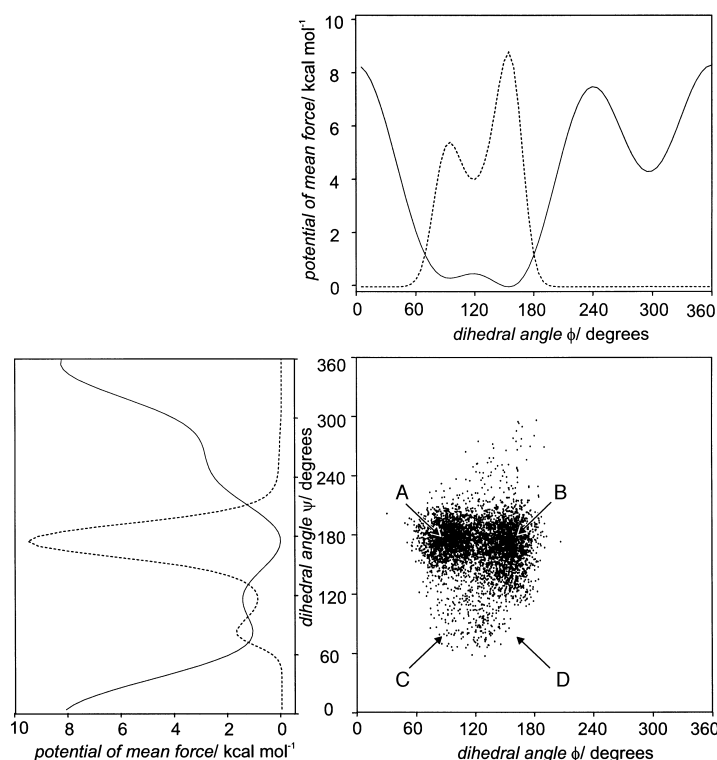 10
8
6
4
2
0
potential of mean force/ kcal mol⁻¹
0 60 120 180 240 300 360
dihedral angle ϕ/ degrees
360
300
240
180
120
60
0
dihedral angle ψ/ degrees
A
B
C
D
10 8 6 4 2 0
potential of mean force/ kcal mol⁻¹
0 60 120 180 240 300 360
dihedral angle ϕ/ degrees